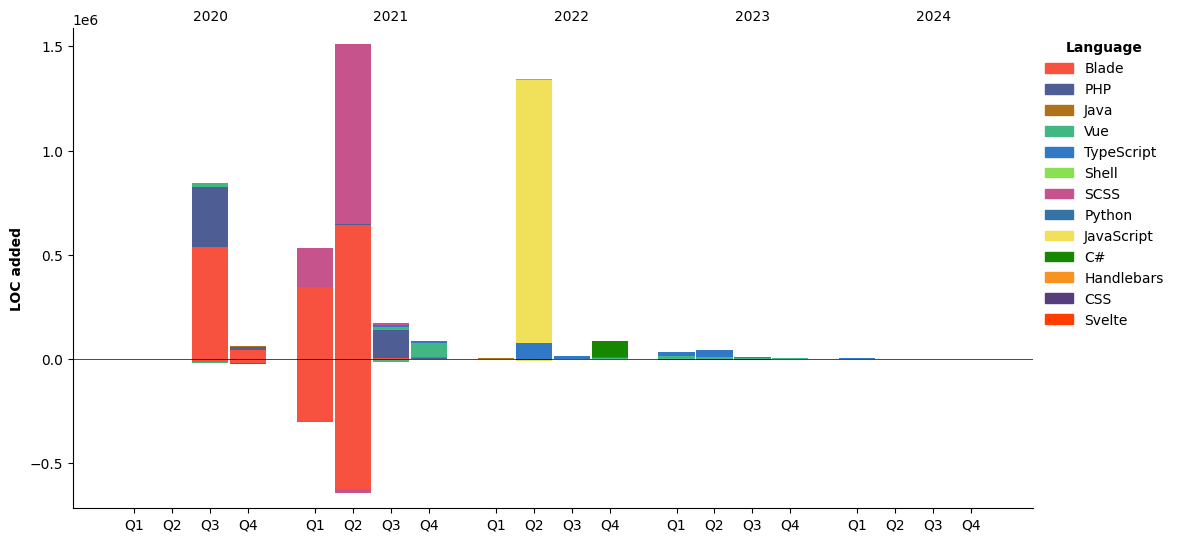 1e6
2020 2021 2022 2023 2024
LOC added
1.5
1.0
0.5
0.0
−0.5
Q1 Q2 Q3 Q4 Q1 Q2 Q3 Q4 Q1 Q2 Q3 Q4 Q1 Q2 Q3 Q4 Q1 Q2 Q3 Q4
Language
Blade
PHP
Java
Vue
TypeScript
Shell
SCSS
Python
JavaScript
C#
Handlebars
CSS
Svelte